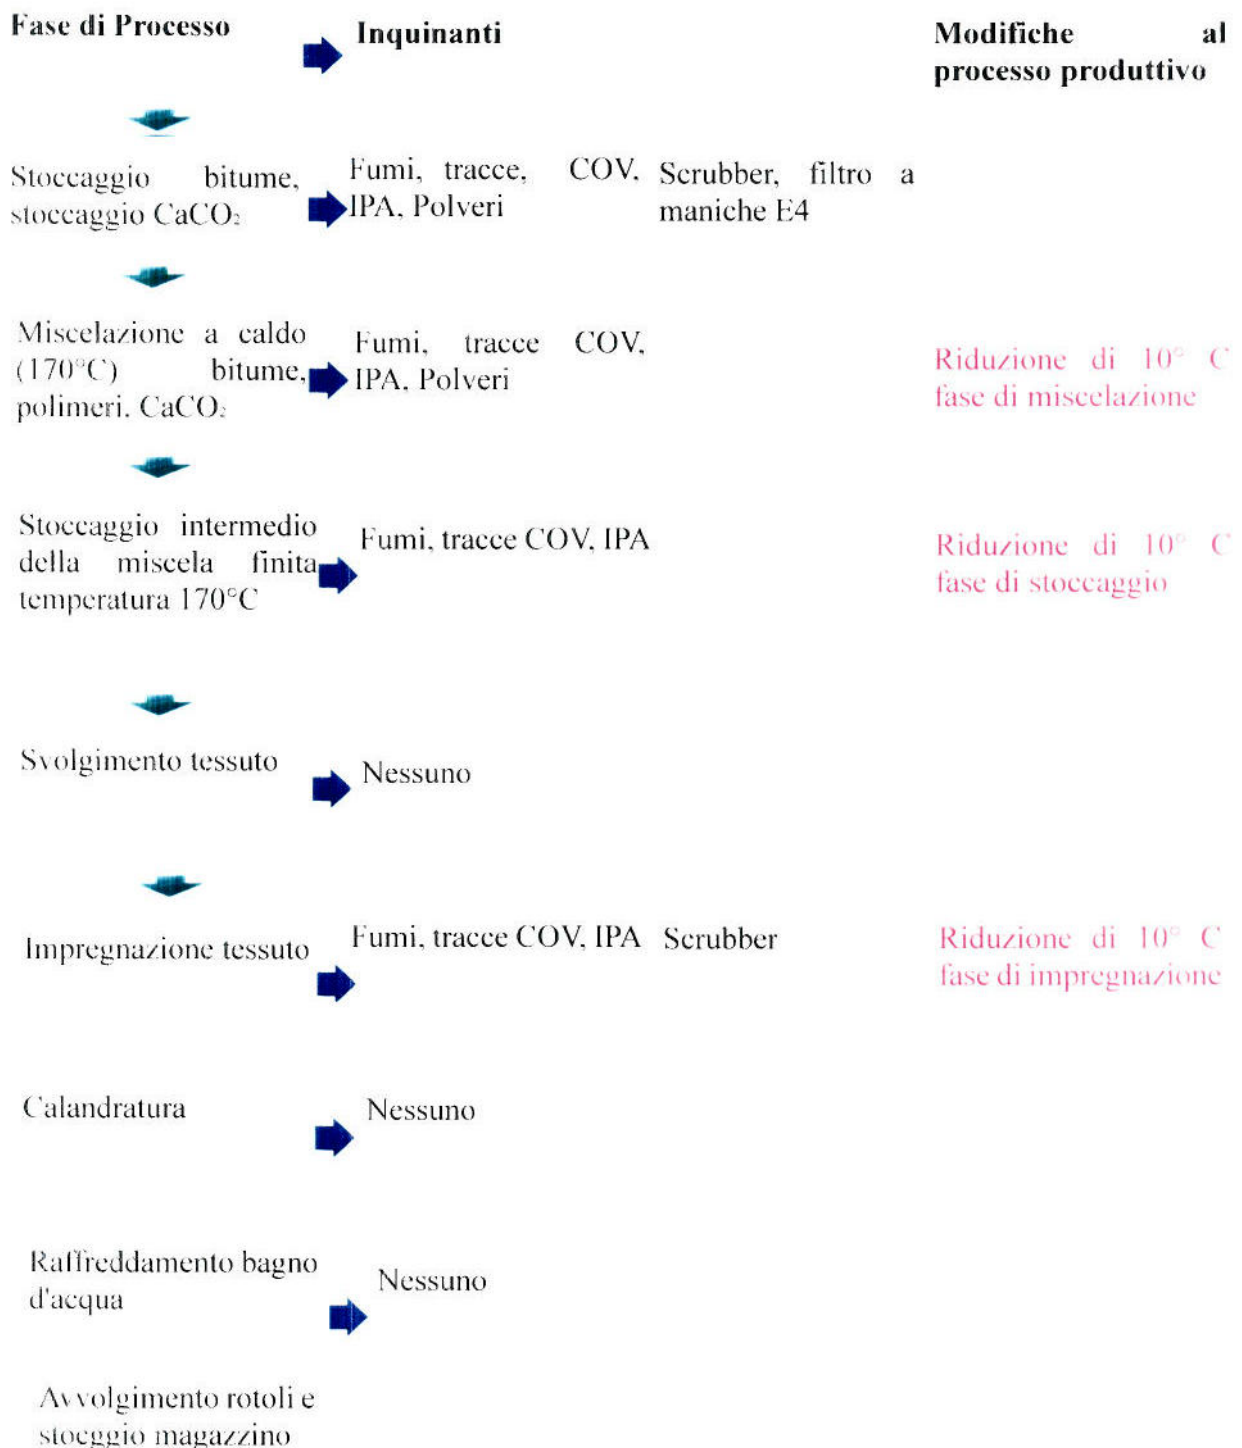 Fase di Processo
Inquinanti
Modifiche al
processo produttivo
Stoccaggio bitume,
stoccaggio CaCO₂
Fumi, tracce, COV,
IPA, Polveri
Scrubber, filtro a
maniche E4
Miscelazione a caldo
(170°C) bitume,
polimeri, CaCO₂
Fumi, tracce COV,
IPA, Polveri
Riduzione di 10° C
fase di miscelazione
Stoccaggio intermedio
della miscela finita
temperatura 170°C
Fumi, tracce COV, IPA
Riduzione di 10° C
fase di stoccaggio
Svolgimento tessuto
Nessuno
Impregnazione tessuto
Fumi, tracce COV, IPA
Scrubber
Riduzione di 10° C
fase di impregnazione
Calandratura
Nessuno
Raffreddamento bagno
d'acqua
Nessuno
Avvolgimento rotoli e
stoeggio magazzino